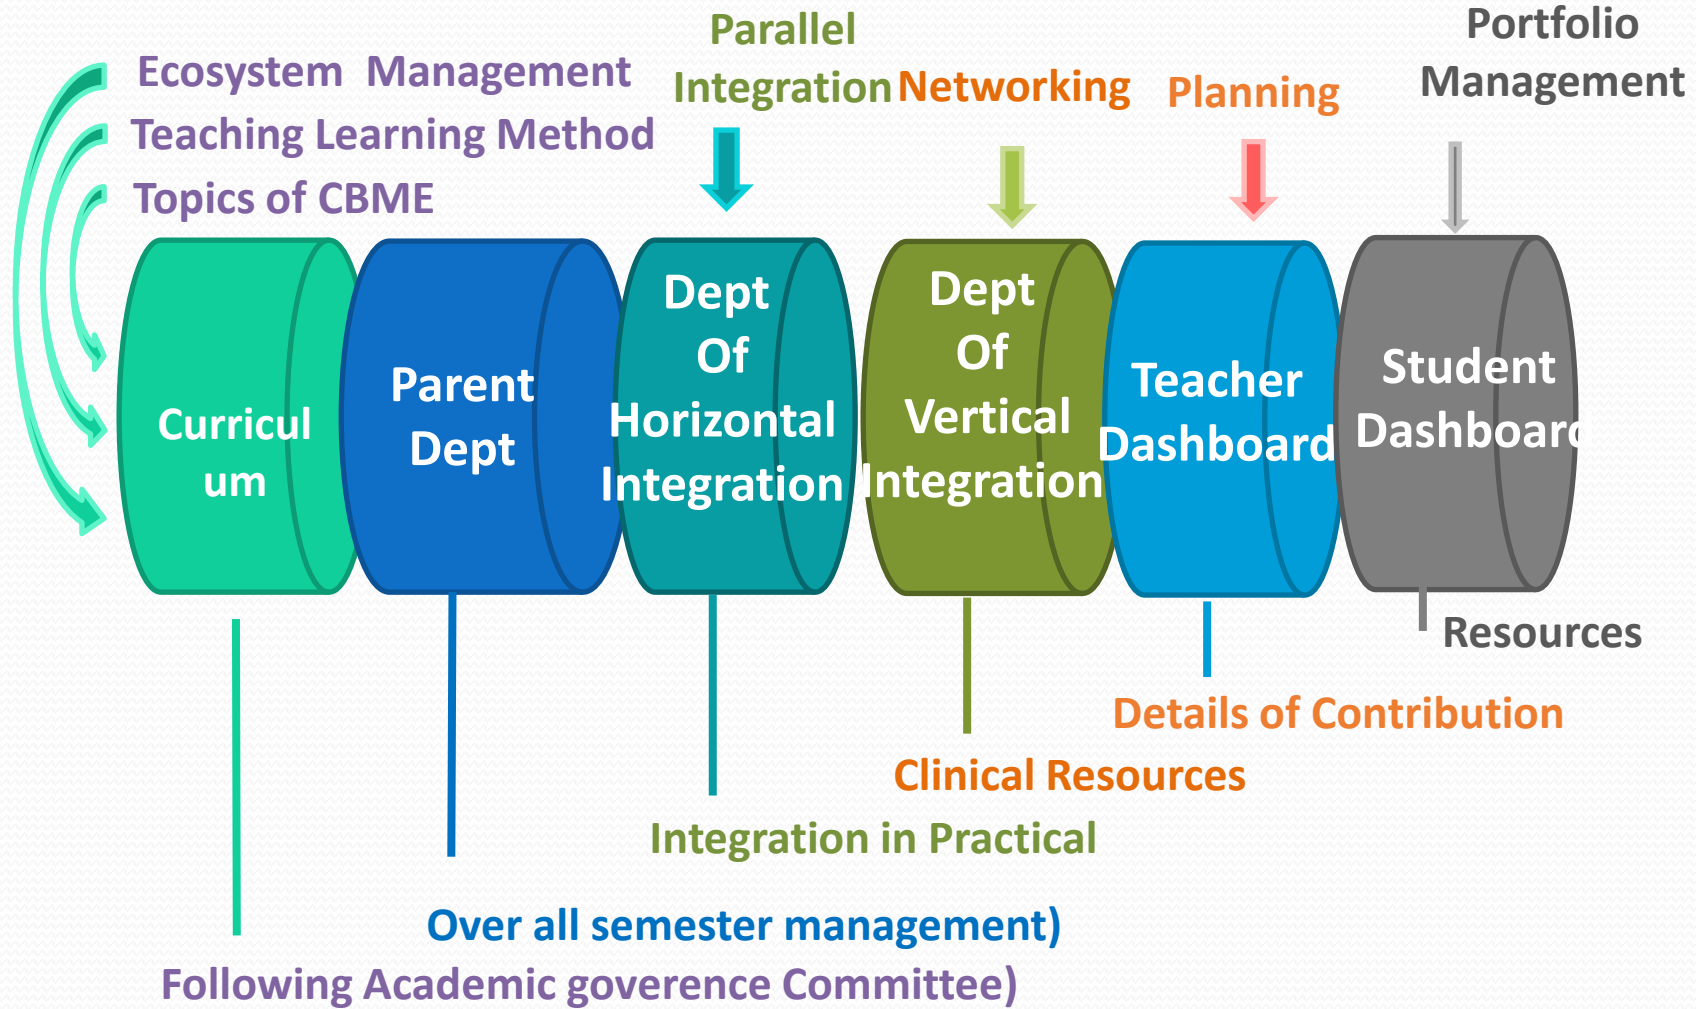 Parallel
Integration
Networking
Planning
Portfolio
Management
Ecosystem  Management
Teaching Learning Method
Topics of CBME
Curricul
um
Parent
Dept
Dept
Of
Horizontal
Integration
Dept
Of
Vertical
Integration
Teacher
Dashboard
Student
Dashboard
Resources
Details of Contribution
Clinical Resources
Integration in Practical
Over all semester management)
Following Academic goverence Committee)